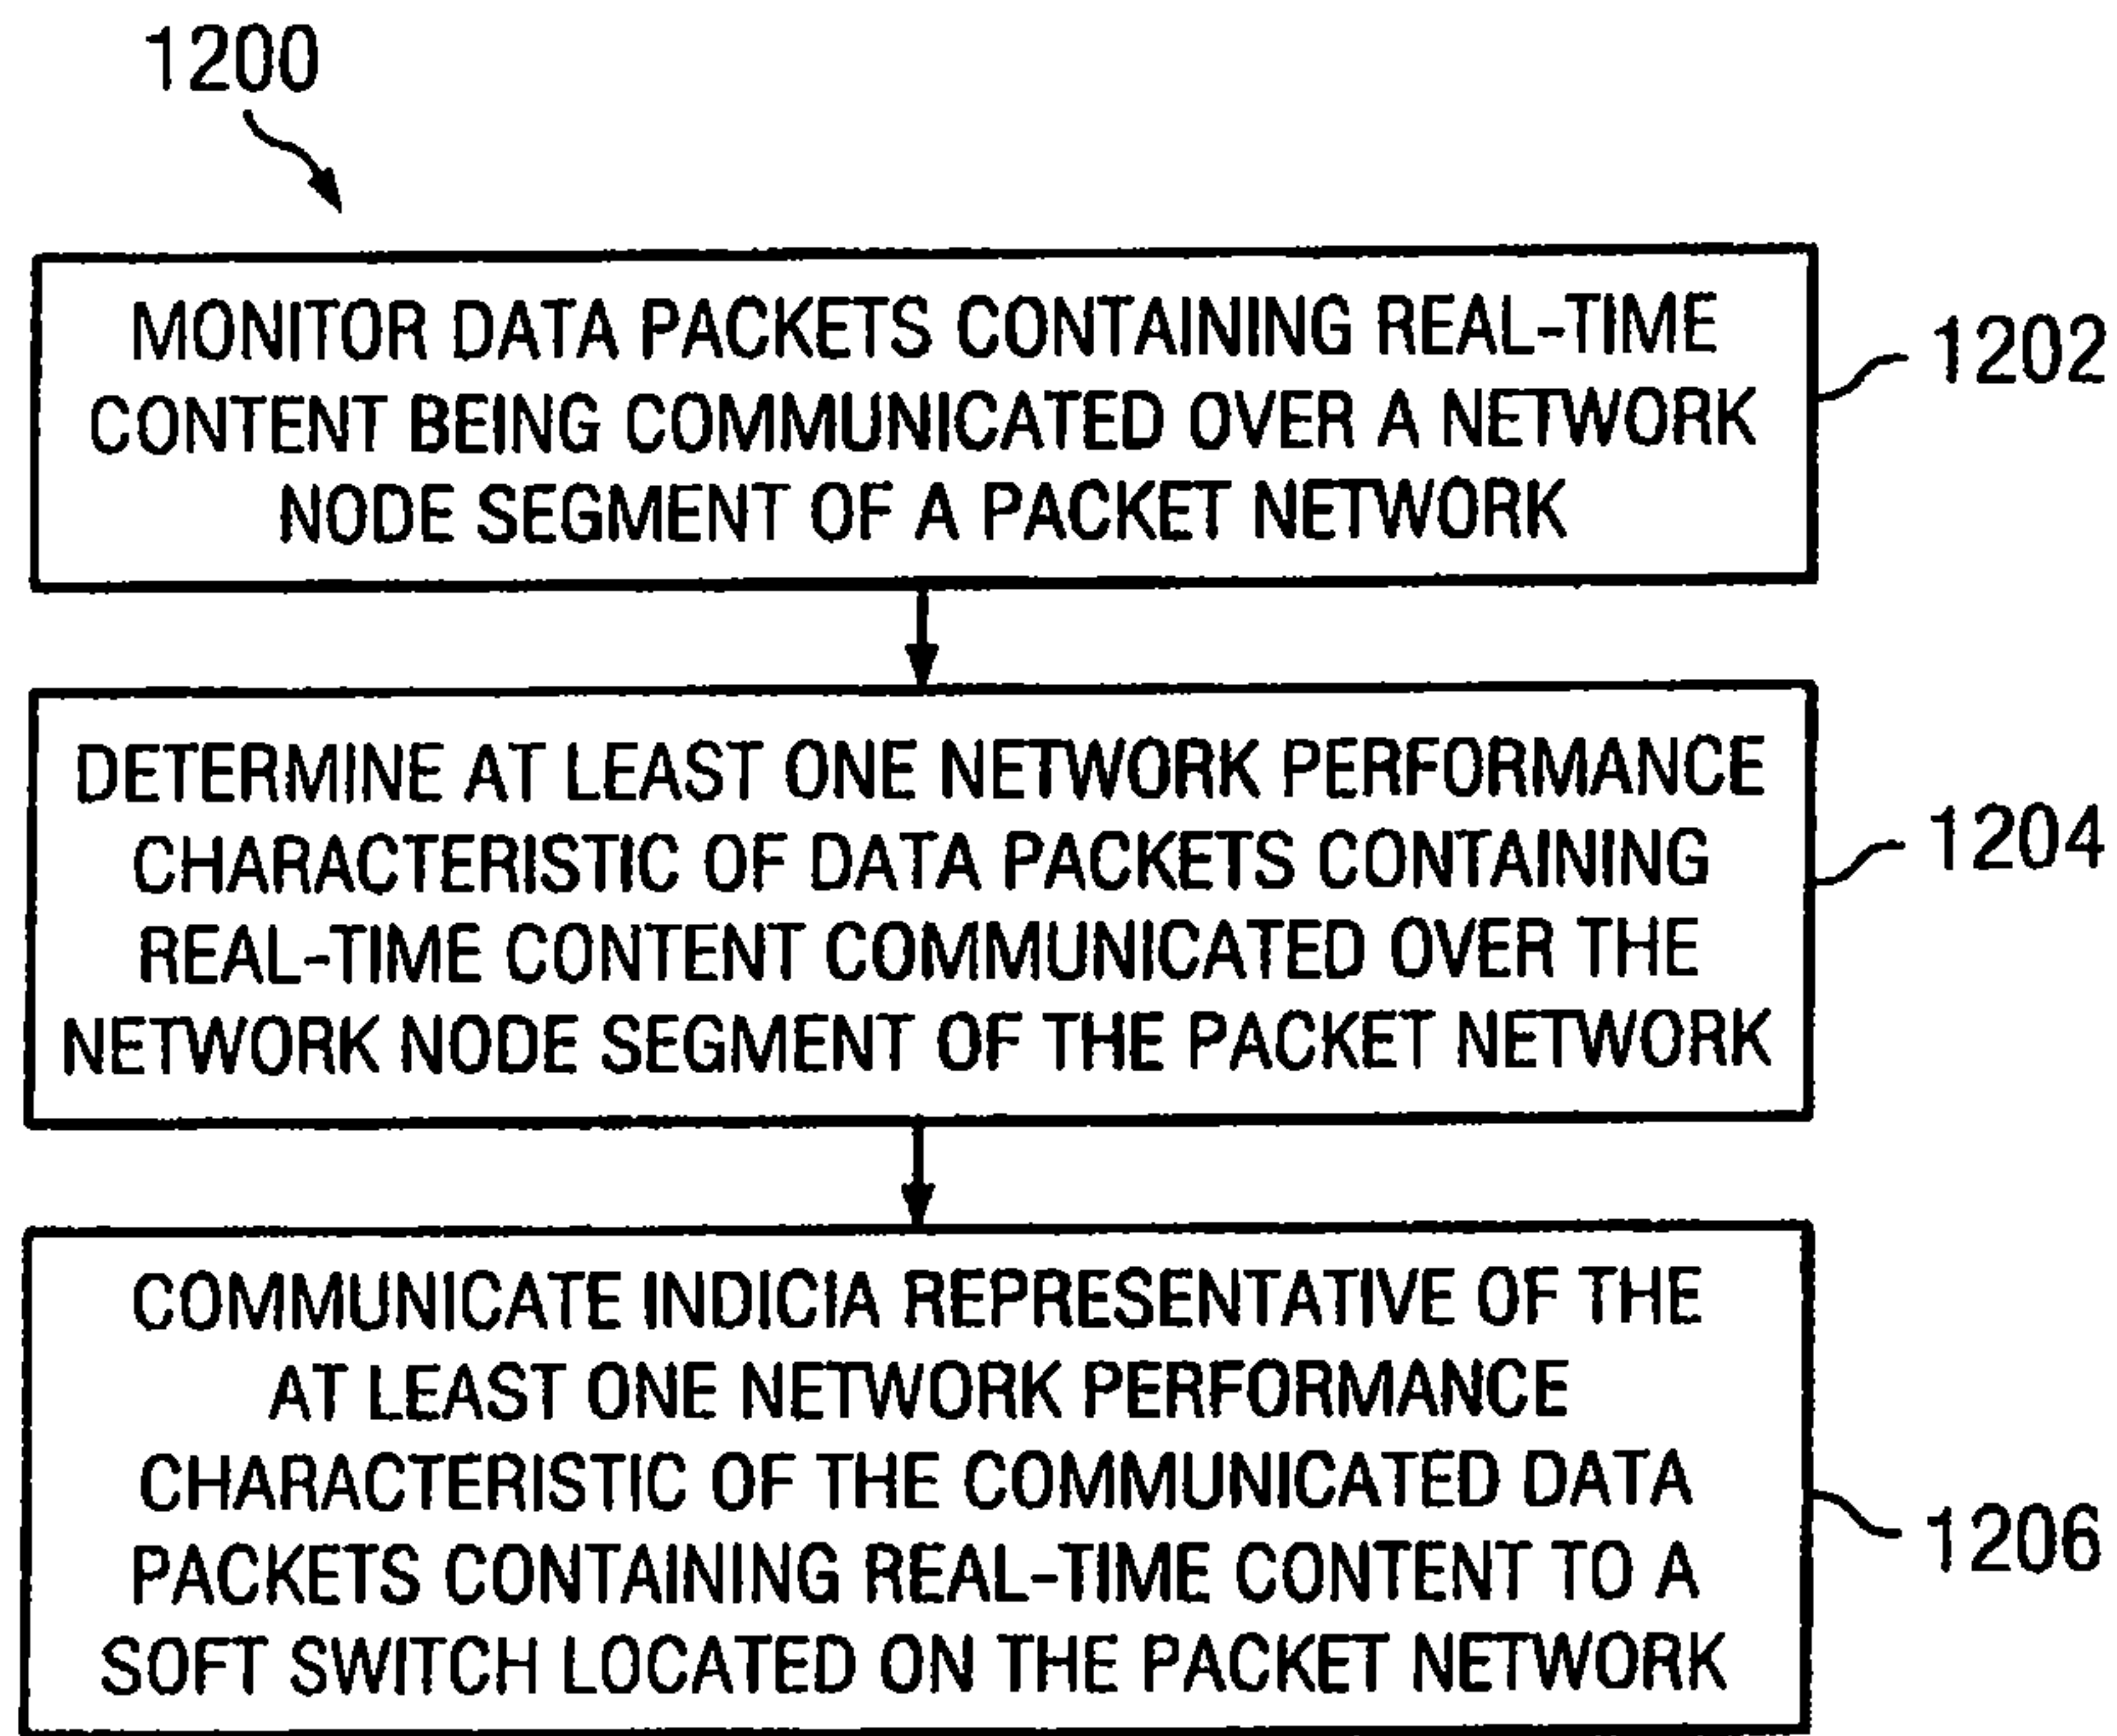 1200
MONITOR DATA PACKETS CONTAINING REAL-TIME
CONTENT BEING COMMUNICATED OVER A NETWORK
NODE SEGMENT OF A PACKET NETWORK
1202
DETERMINE AT LEAST ONE NETWORK PERFORMANCE
CHARACTERISTIC OF DATA PACKETS CONTAINING
REAL-TIME CONTENT COMMUNICATED OVER THE
NETWORK NODE SEGMENT OF THE PACKET NETWORK
1204
COMMUNICATE INDICIA REPRESENTATIVE OF THE
AT LEAST ONE NETWORK PERFORMANCE
CHARACTERISTIC OF THE COMMUNICATED DATA
PACKETS CONTAINING REAL-TIME CONTENT TO A
SOFT SWITCH LOCATED ON THE PACKET NETWORK
1206